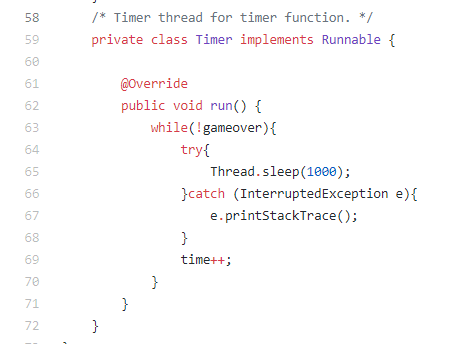 58 /* Timer thread for timer function. */
59 private class Timer implements Runnable {
60
61 @Override
62 public void run() {
63 while(!gameover){
64 try{
65 Thread.sleep(1000);
66 }catch (InterruptedException e){
67 e.printStackTrace();
68 }
69 time++;
70 }
71 }
72 }